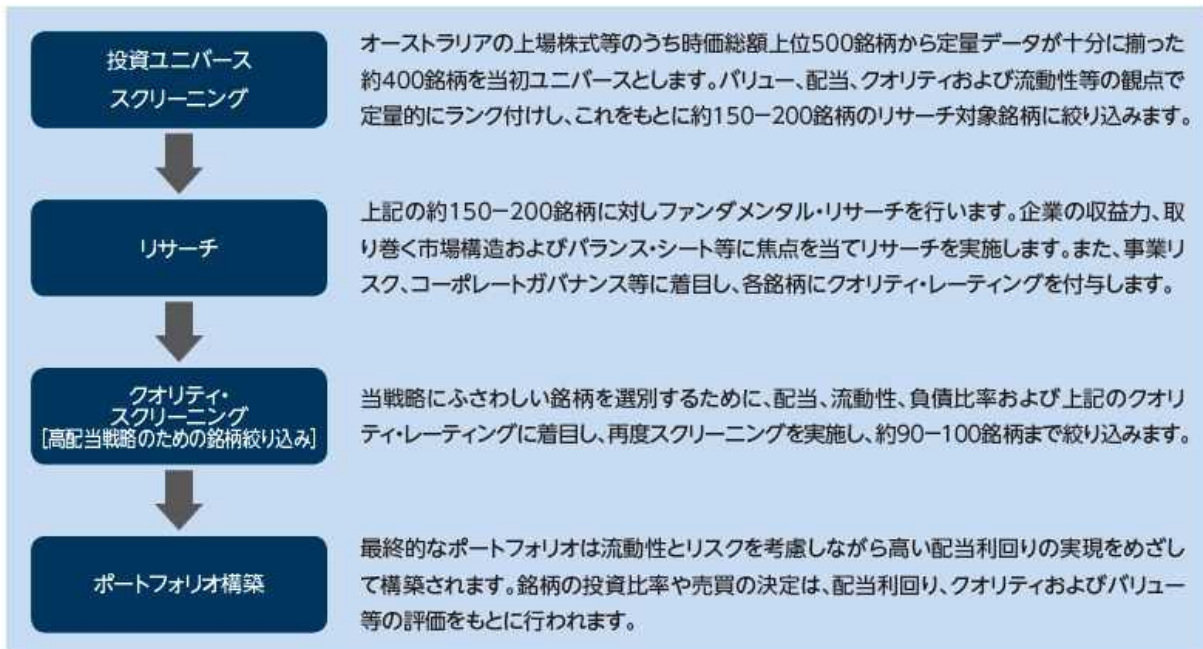 投資ユニバース
スクリーニング
オーストラリアの上場株式等のうち時価総額上位500銘柄から定量データが十分に揃った
約400銘柄を当初ユニバースとします。バリュー、配当、クオリティおよび流動性等の観点で
定量的にランク付けし、これをもとに約150−200銘柄のリサーチ対象銘柄に絞り込みます。
リサーチ
上記の約150−200銘柄に対しファンダメンタル・リサーチを行います。企業の収益力、取
り巻く市場構造およびバランス・シート等に焦点を当てリサーチを実施します。また、事業リ
スク、コーポレートガバナンス等に着目し、各銘柄にクオリティ・レーティングを付与します。
クオリティ・
スクリーニング
[高配当戦略のための銘柄絞り込み]
当戦略にふさわしい銘柄を選別するために、配当、流動性、負債比率および上記のクオリ
ティ・レーティングに着目し、再度スクリーニングを実施し、約90−100銘柄まで絞り込みます。
ポートフォリオ構築
最終的なポートフォリオは流動性とリスクを考慮しながら高い配当利回りの実現をめざし
て構築されます。銘柄の投資比率や売買の決定は、配当利回り、クオリティおよびバリュー
等の評価をもとに行われます。